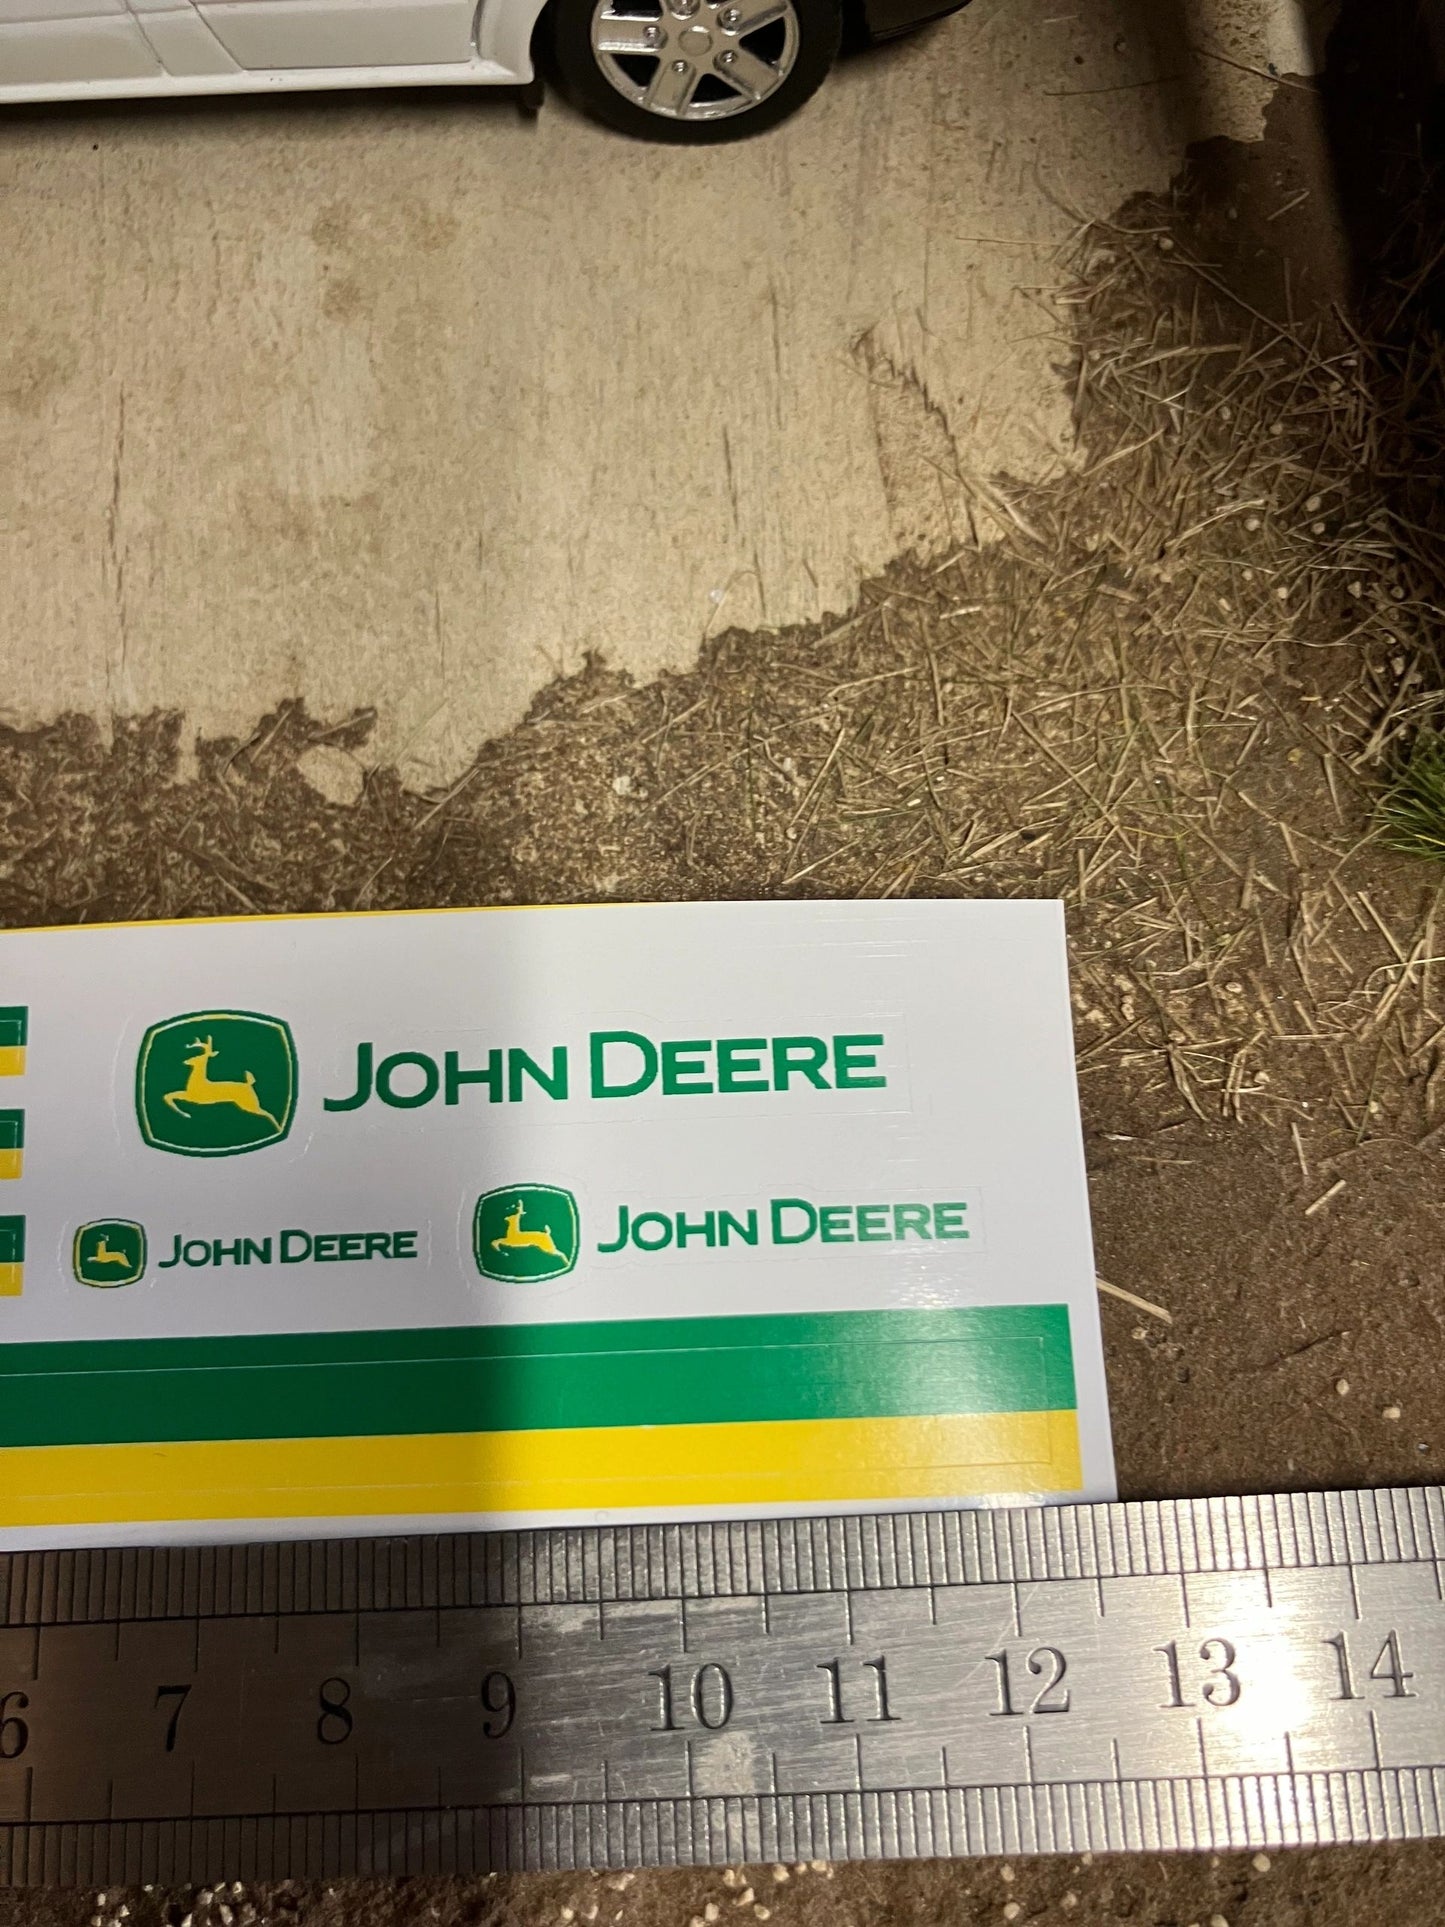 JOHN DEERE
JOHN DEERE JOHN DEERE
6 7 8 9 10 11 12 13 14